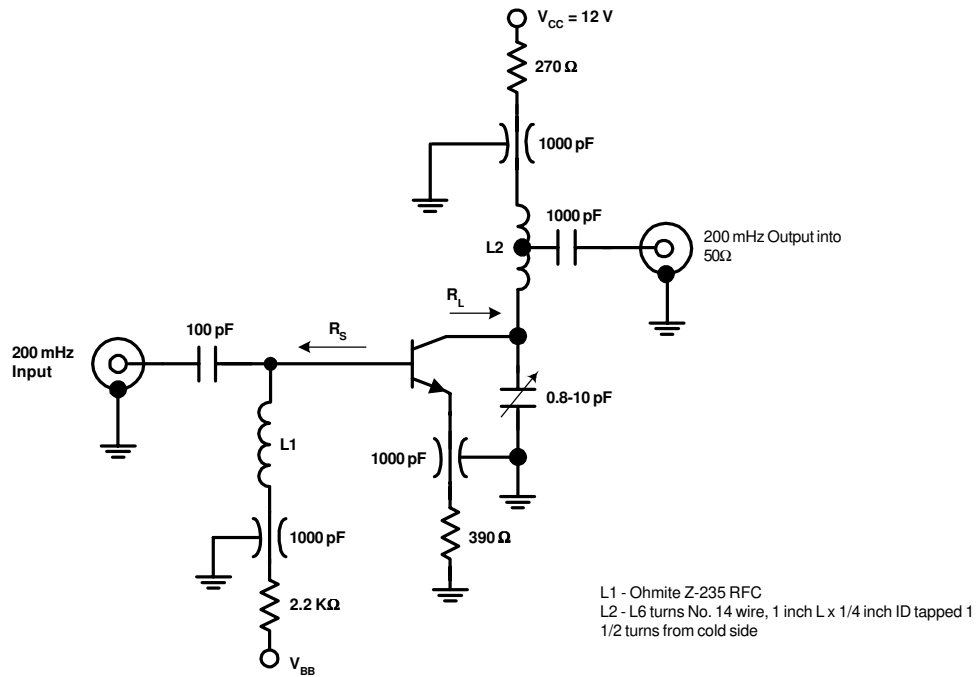 V_CC = 12 V
270 Ω
1000 pF
1000 pF
L2
200 mHz Output into
50Ω
R_L
R_S
100 pF
200 mHz
Input
0.8-10 pF
L1
1000 pF
1000 pF
390 Ω
2.2 KΩ
V_BB
L1 - Ohmite Z-235 RFC
L2 - L6 turns No. 14 wire, 1 inch L x 1/4 inch ID tapped 1
1/2 turns from cold side